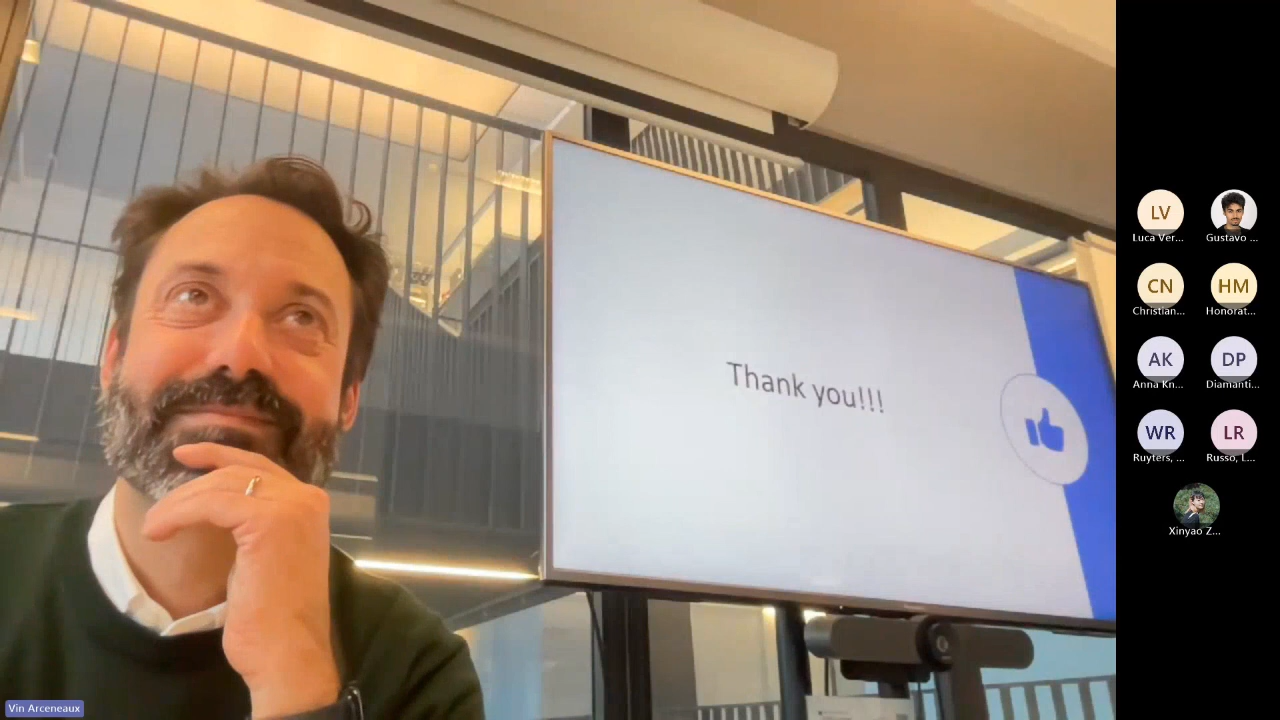 Thank you!!!
LV
Luca Ver...
Gustavo ...
CN
Christian...
HM
Honorat...
AK
Anna Kn...
DP
Diamanti...
WR
Ruyters, ...
LR
Russo, L...
Xinyao Z...
Vin Arceneaux